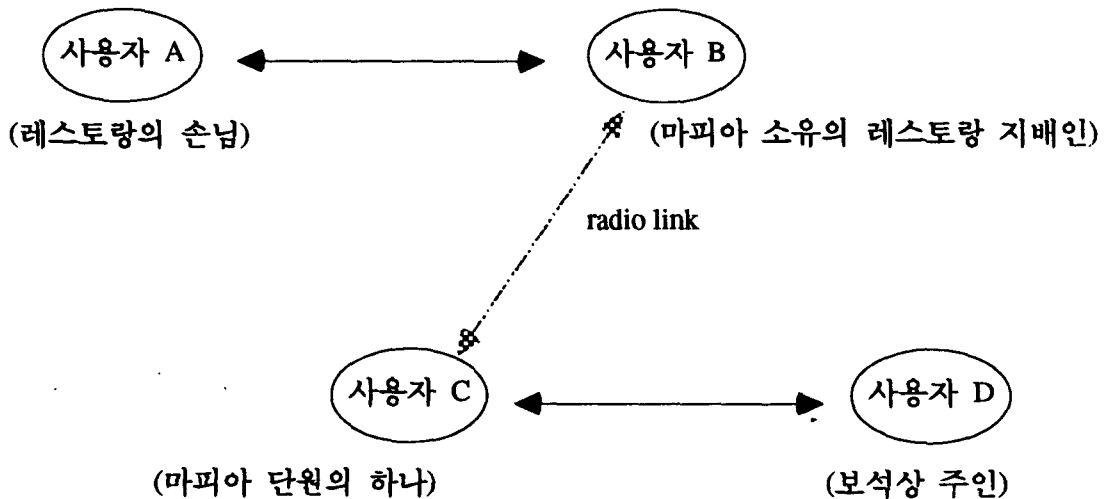 사용자 A
사용자 B
(레스토랑의 손님)
(마피아 소유의 레스토랑 지배인)
radio link
사용자 C
사용자 D
(마피아 단원의 하나)
(보석상 주인)